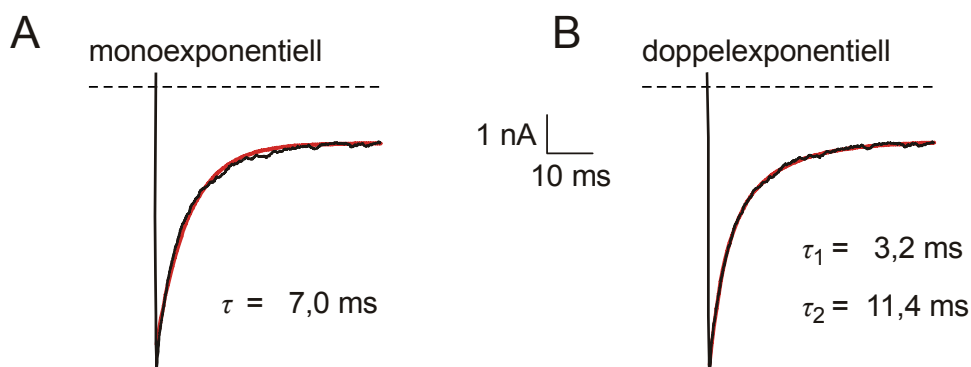 A
monoexponentiell
τ = 7,0 ms
1 nA
10 ms
B
doppelexponentiell
τ1 = 3,2 ms
τ2 = 11,4 ms